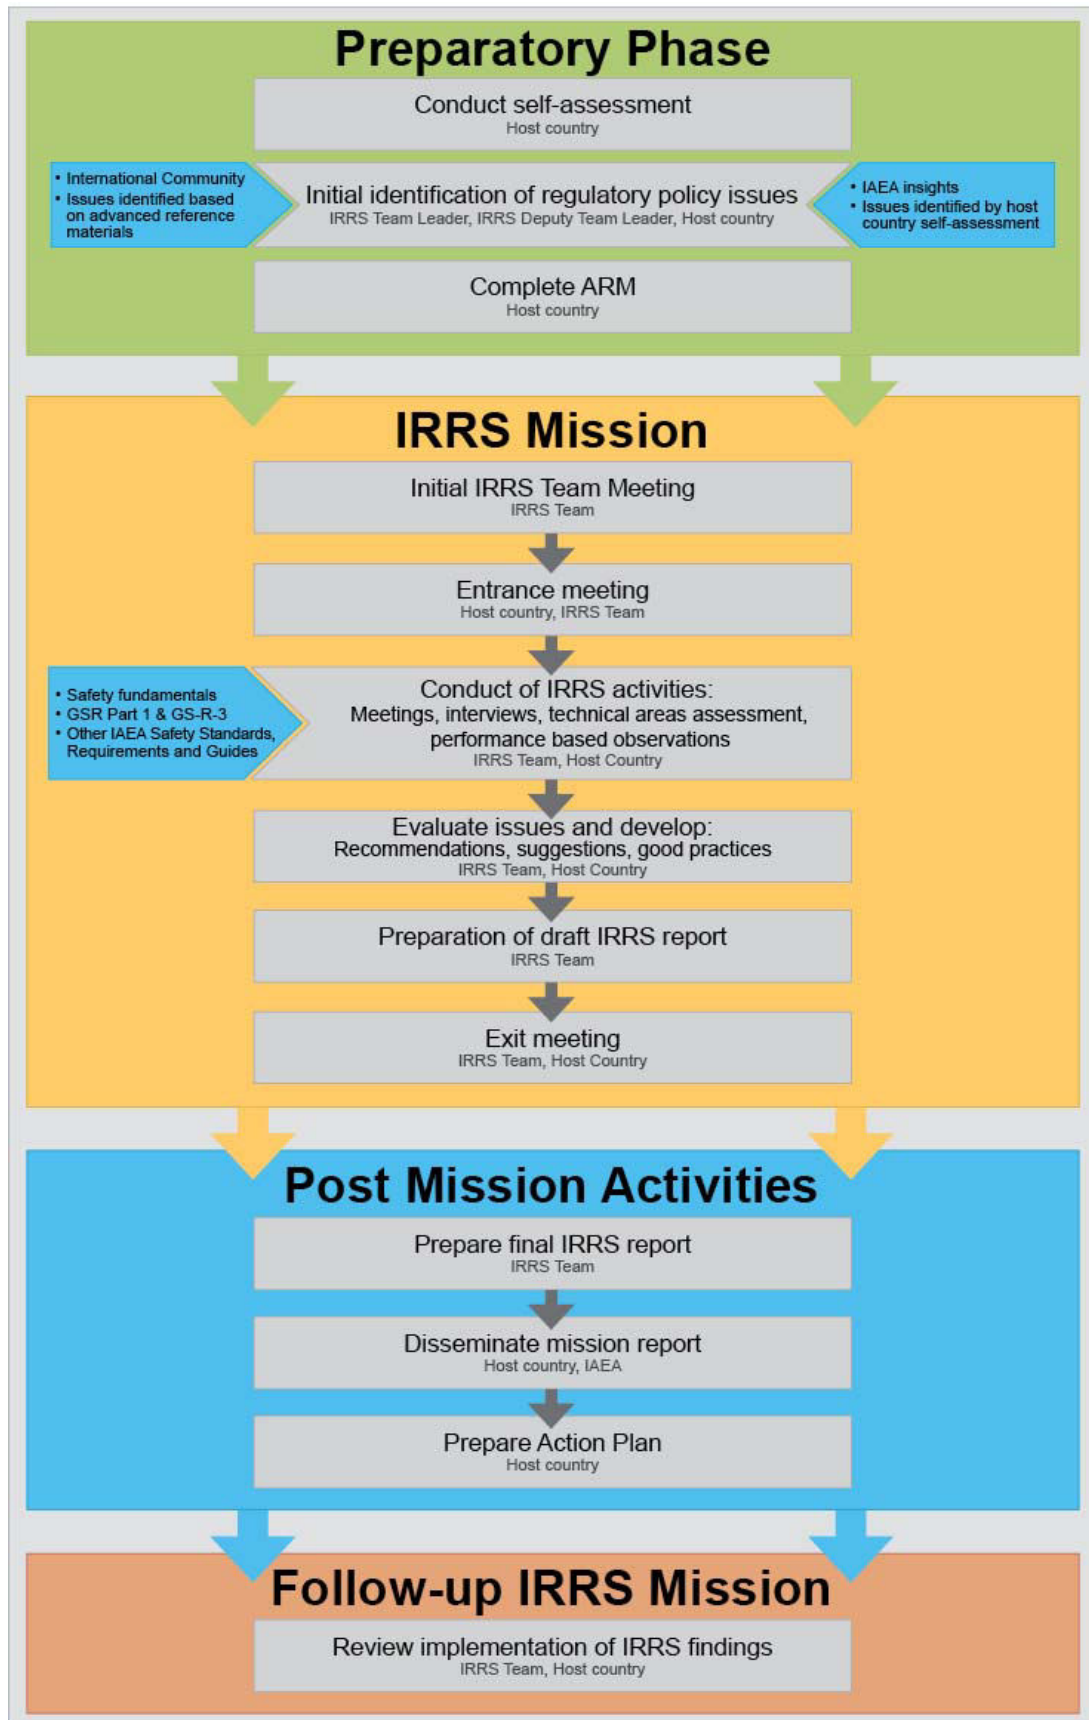 Preparatory Phase
Conduct self-assessment
Host country
• International Community
• Issues identified based
on advanced reference
materials
Initial identification of regulatory policy issues
IRRS Team Leader, IRRS Deputy Team Leader, Host country
• IAEA insights
• Issues identified by host
country self-assessment
Complete ARM
Host country
IRRS Mission
Initial IRRS Team Meeting
IRRS Team
Entrance meeting
Host country, IRRS Team
• Safety fundamentals
• GSR Part 1 & GS-R-3
• Other IAEA Safety Standards,
Requirements and Guides
Conduct of IRRS activities:
Meetings, interviews, technical areas assessment,
performance based observations
IRRS Team, Host Country
Evaluate issues and develop:
Recommendations, suggestions, good practices
IRRS Team, Host Country
Preparation of draft IRRS report
IRRS Team
Exit meeting
IRRS Team, Host Country
Post Mission Activities
Prepare final IRRS report
IRRS Team
Disseminate mission report
Host country, IAEA
Prepare Action Plan
Host country
Follow-up IRRS Mission
Review implementation of IRRS findings
IRRS Team, Host country